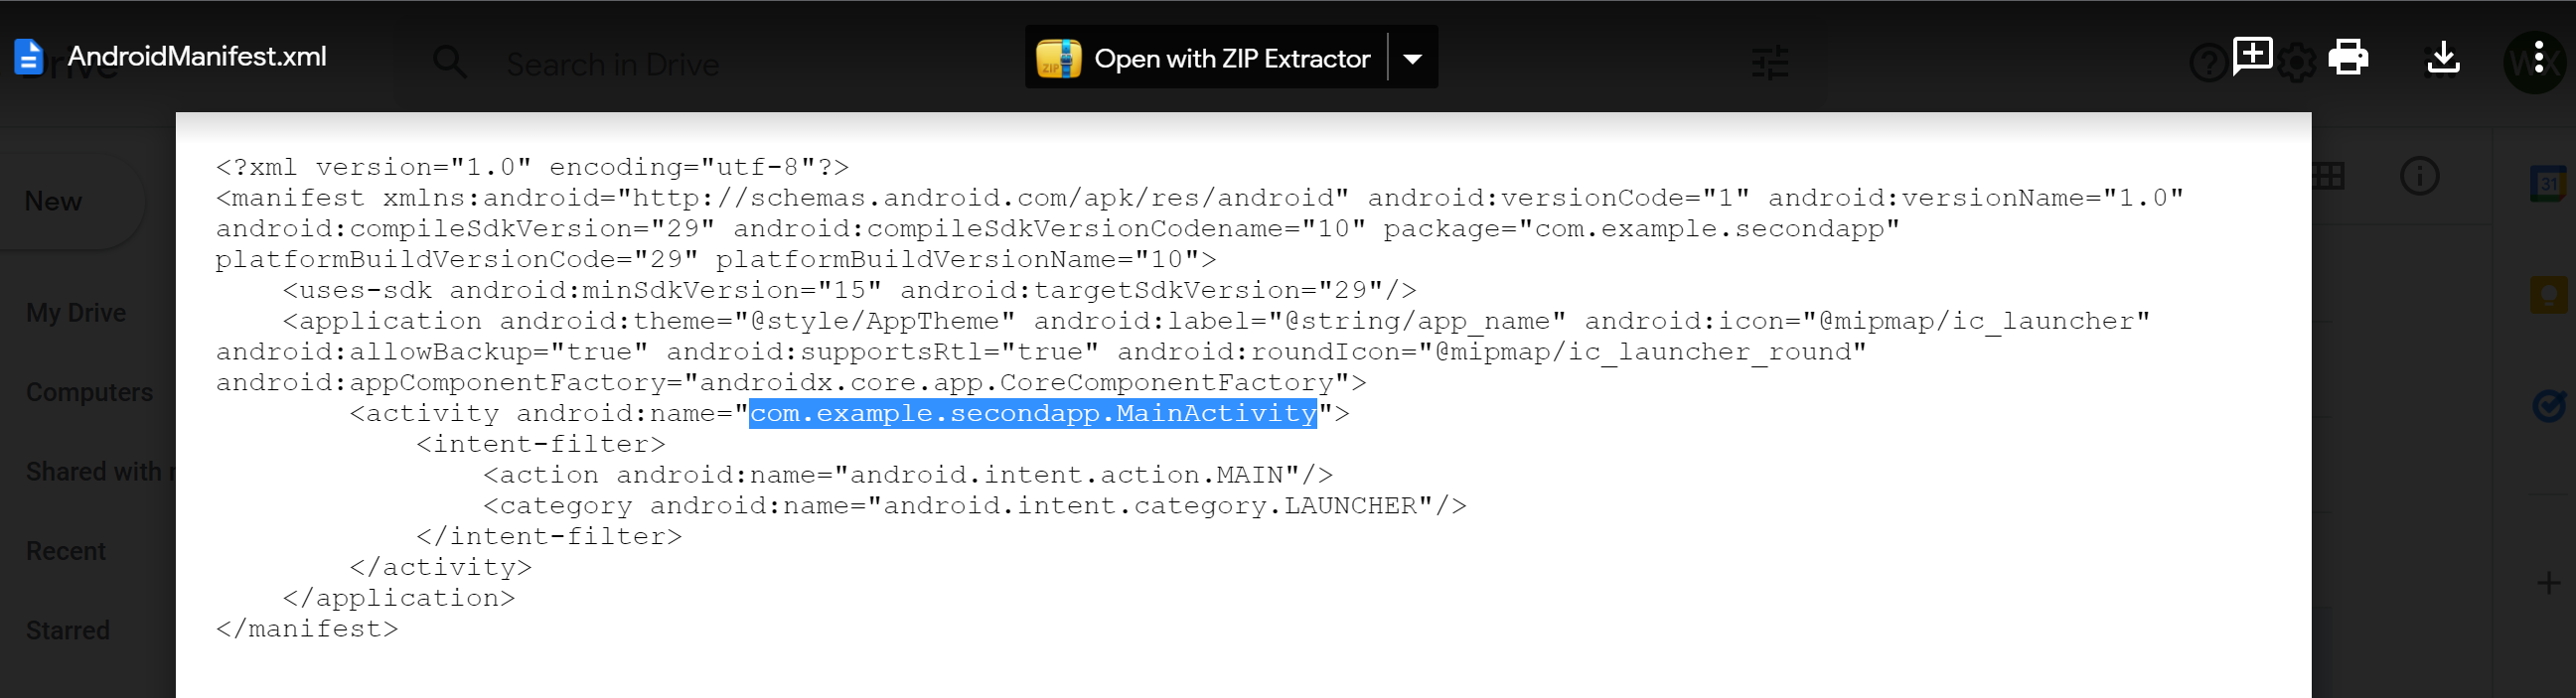 AndroidManifest.xml
Drive
Search in Drive
ZIP
Open with ZIP Extractor
WX
New
31
My Drive
Computers
Shared with
Recent
Starred
<?xml version="1.0" encoding="utf-8"?>
<manifest xmlns:android="http://schemas.android.com/apk/res/android" android:versionCode="1" android:versionName="1.0"
android:compileSdkVersion="29" android:compileSdkVersionCodename="10" package="com.example.secondapp"
platformBuildVersionCode="29" platformBuildVersionName="10">
    <uses-sdk android:minSdkVersion="15" android:targetSdkVersion="29"/>
    <application android:theme="@style/AppTheme" android:label="@string/app_name" android:icon="@mipmap/ic_launcher"
android:allowBackup="true" android:supportsRtl="true" android:roundIcon="@mipmap/ic_launcher_round"
android:appComponentFactory="androidx.core.app.CoreComponentFactory">
        <activity android:name="com.example.secondapp.MainActivity">
            <intent-filter>
                <action android:name="android.intent.action.MAIN"/>
                <category android:name="android.intent.category.LAUNCHER"/>
            </intent-filter>
        </activity>
    </application>
</manifest>